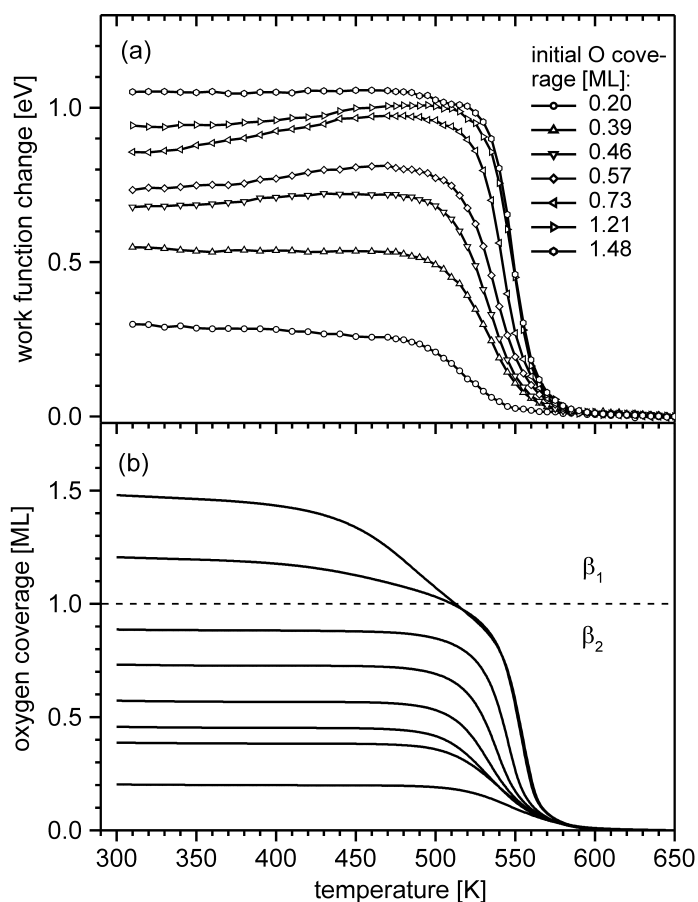 (a)
initial O cove-
rage [ML]:
0.20
0.39
0.46
0.57
0.73
1.21
1.48
1.0
0.5
0.0
work function change [eV]
(b)
1.5
1.0
0.5
0.0
oxygen coverage [ML]
β₁
β₂
300 350 400 450 500 550 600 650
temperature [K]